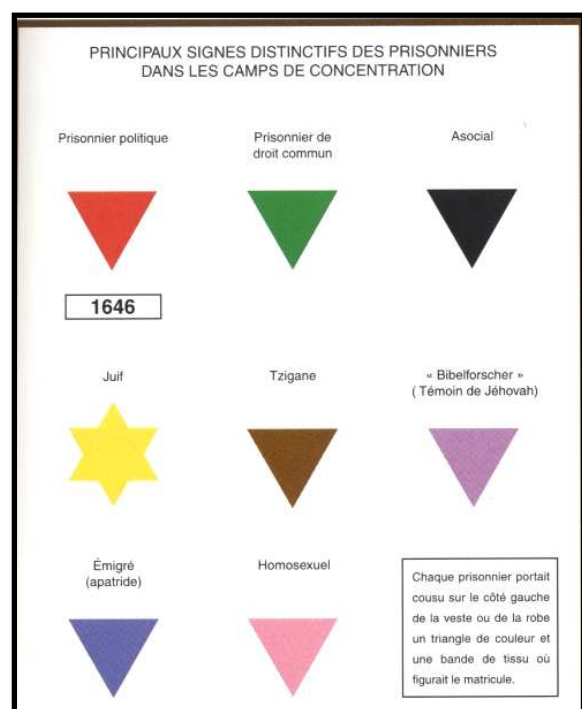 PRINCIPAUX SIGNES DISTINCTIFS DES PRISONNIERS
DANS LES CAMPS DE CONCENTRATION
Prisonnier politique
Prisonnier de
droit commun
Asocial
1646
Juif
Tzigane
« Bibelforscher »
( Témoin de Jéhovah)
Émigré
(apatride)
Homosexuel
Chaque prisonnier portait
cousu sur le côté gauche
de la veste ou de la robe
un triangle de couleur et
une bande de tissu où
figurait le matricule.